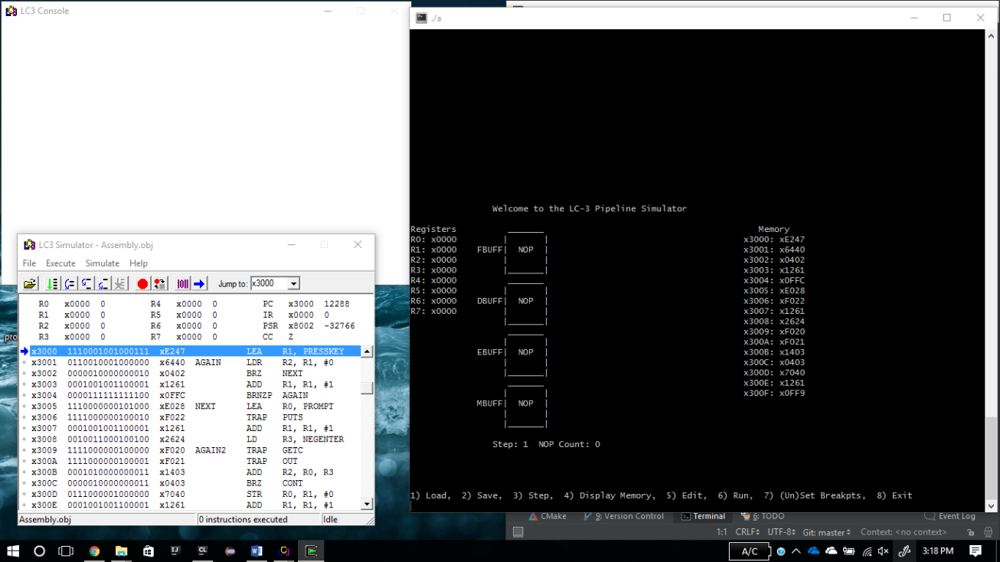 LC3 Console
LC3 Simulator - Assembly.obj
File Execute Simulate Help
Jump to: x3000
R0 x0000 0 R4 x0000 0 PC x3000 12288
R1 x0000 0 R5 x0000 0 IR x0000 0
R2 x0000 0 R6 x0000 0 PSR x8002 -32766
R3 x0000 0 R7 x0000 0 CC Z
x3000 1110001001000111 xE247 LEA R1, PRESSKEY
x3001 0110010001000000 x6440 AGAIN LDR R2, R1, #0
x3002 0000010000000010 x0402 BRZ NEXT
x3003 0001001001100001 x1261 ADD R1, R1, #1
x3004 0000111111111100 x0FFC BRNZP AGAIN
x3005 1110000000101000 xE028 NEXT LEA R0, PROMPT
x3006 1111000000100010 xF022 TRAP PUTS
x3007 0001001001100001 x1261 ADD R1, R1, #1
x3008 0010011000100100 x2624 LD R3, NEGENTER
x3009 1111000000100000 xF020 AGAIN2 TRAP GETC
x300A 1111000000100001 xF021 TRAP OUT
x300B 0001010000000011 x1403 ADD R2, R0, R3
x300C 0000010000000011 x0403 BRZ CONT
x300D 0111000001000000 x7040 STR R0, R1, #0
x300E 0001001001100001 x1261 ADD R1, R1, #1
Assembly.obj 0 instructions executed Idle
./a
Welcome to the LC-3 Pipeline Simulator
Registers Memory
R0: x0000 x3000: xE247
R1: x0000 FBUFF NOP x3001: x6440
R2: x0000 x3002: x0402
R3: x0000 x3003: x1261
R4: x0000 x3004: x0FFC
R5: x0000 x3005: xE028
R6: x0000 DBUFF NOP x3006: xF022
R7: x0000 x3007: x1261
x3008: x2624
x3009: xF020
x300A: xF021
EBUFF NOP x300B: x1403
x300C: x0403
x300D: x7040
x300E: x1261
x300F: x0FF9
MBUFF NOP
Step: 1 NOP Count: 0
1) Load, 2) Save, 3) Step, 4) Display Memory, 5) Edit, 6) Run, 7) (Un)Set Breakpts, 8) Exit
CMake 9: Version Control Terminal 6: TODO Event Log
1:1 CRLF UTF-8 Git: master Context: <no context>
pro
IJ CL W A/C 3:18 PM